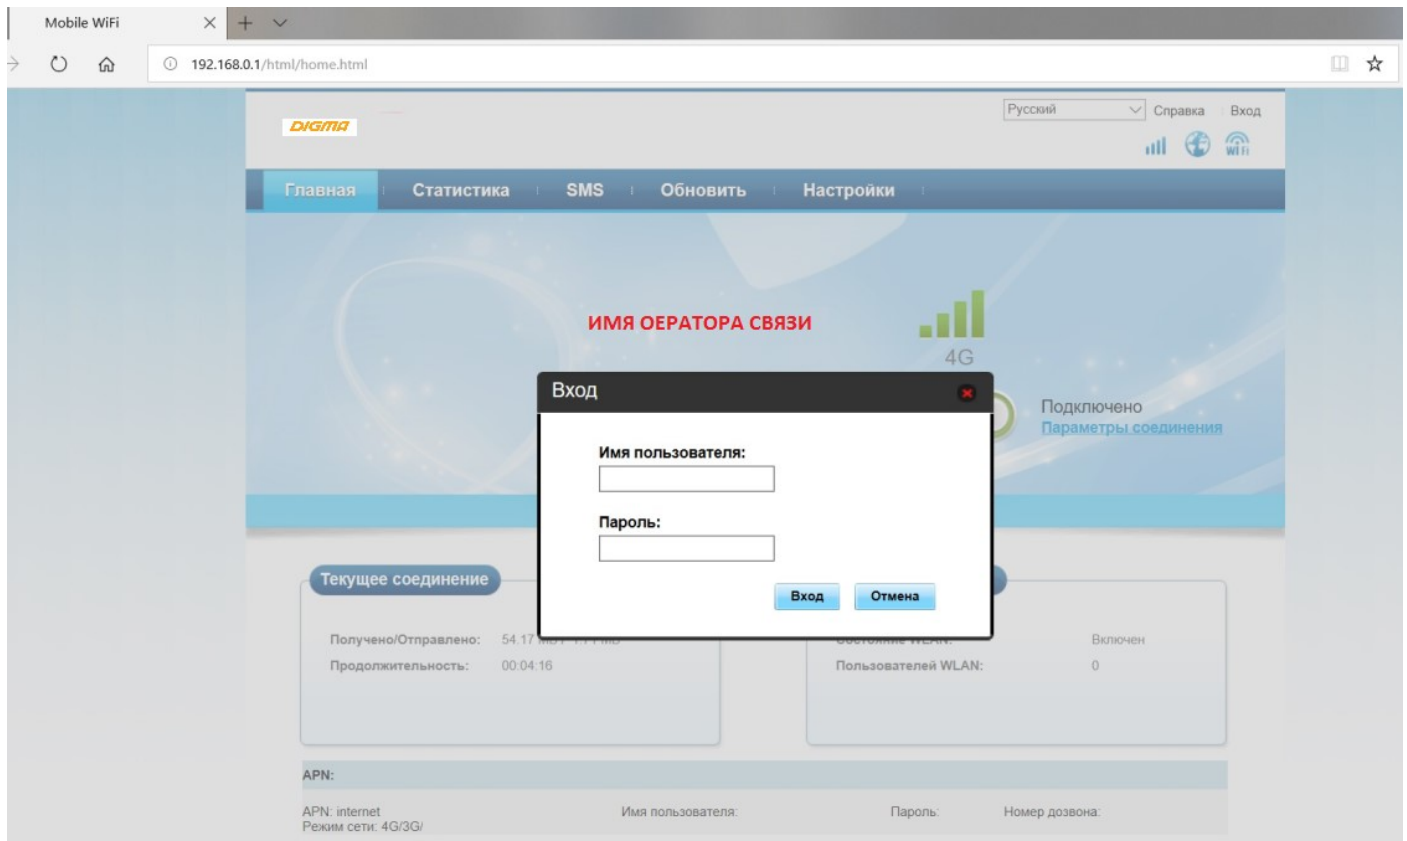 Mobile WiFi
192.168.0.1/html/home.html
DIGMA
Русский Справка Вход
WiFi
Главная Статистика SMS Обновить Настройки
ИМЯ ОЕРАТОРА СВЯЗИ
4G
Вход
Подключено
Параметры соединения
Имя пользователя:
Пароль:
Вход Отмена
Текущее соединение
Получено/Отправлено: 54.17
Состояние WLAN: Включен
Продолжительность: 00:04:16
Пользователей WLAN: 0
APN:
APN: internet Имя пользователя: Пароль: Номер дозвона:
Режим сети: 4G/3G/